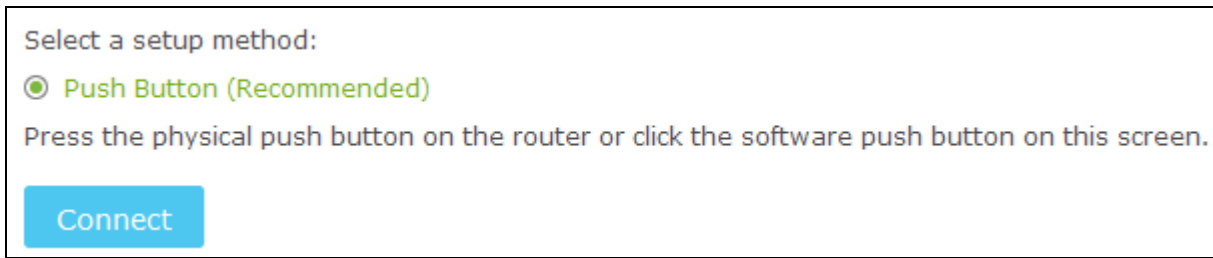 Select a setup method:
Push Button (Recommended)
Press the physical push button on the router or click the software push button on this screen.
Connect